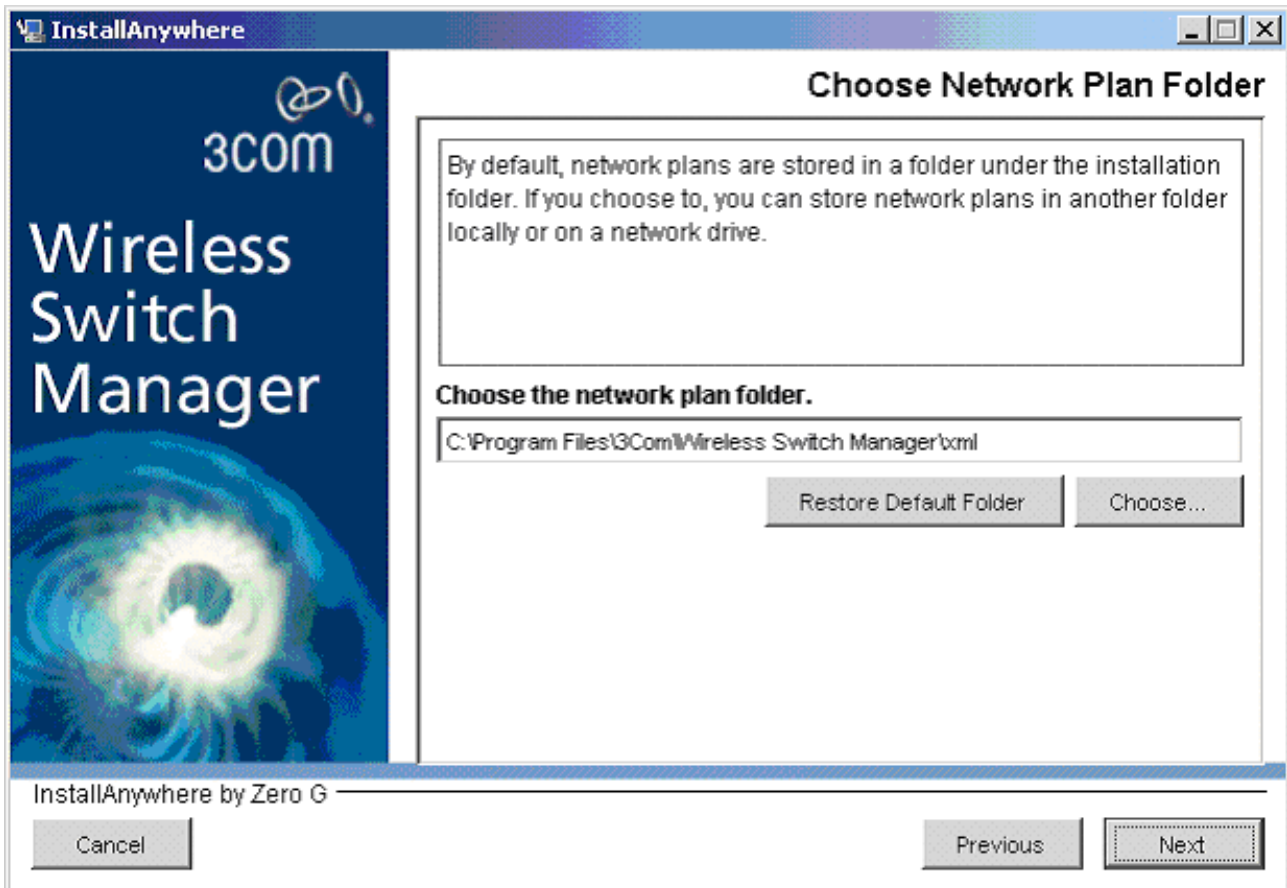 InstallAnywhere
3COM
Wireless
Switch
Manager
Choose Network Plan Folder
By default, network plans are stored in a folder under the installation
folder. If you choose to, you can store network plans in another folder
locally or on a network drive.
Choose the network plan folder.
C:\Program Files\3Com\Wireless Switch Manager\xml
Restore Default Folder
Choose...
InstallAnywhere by Zero G
Cancel
Previous
Next